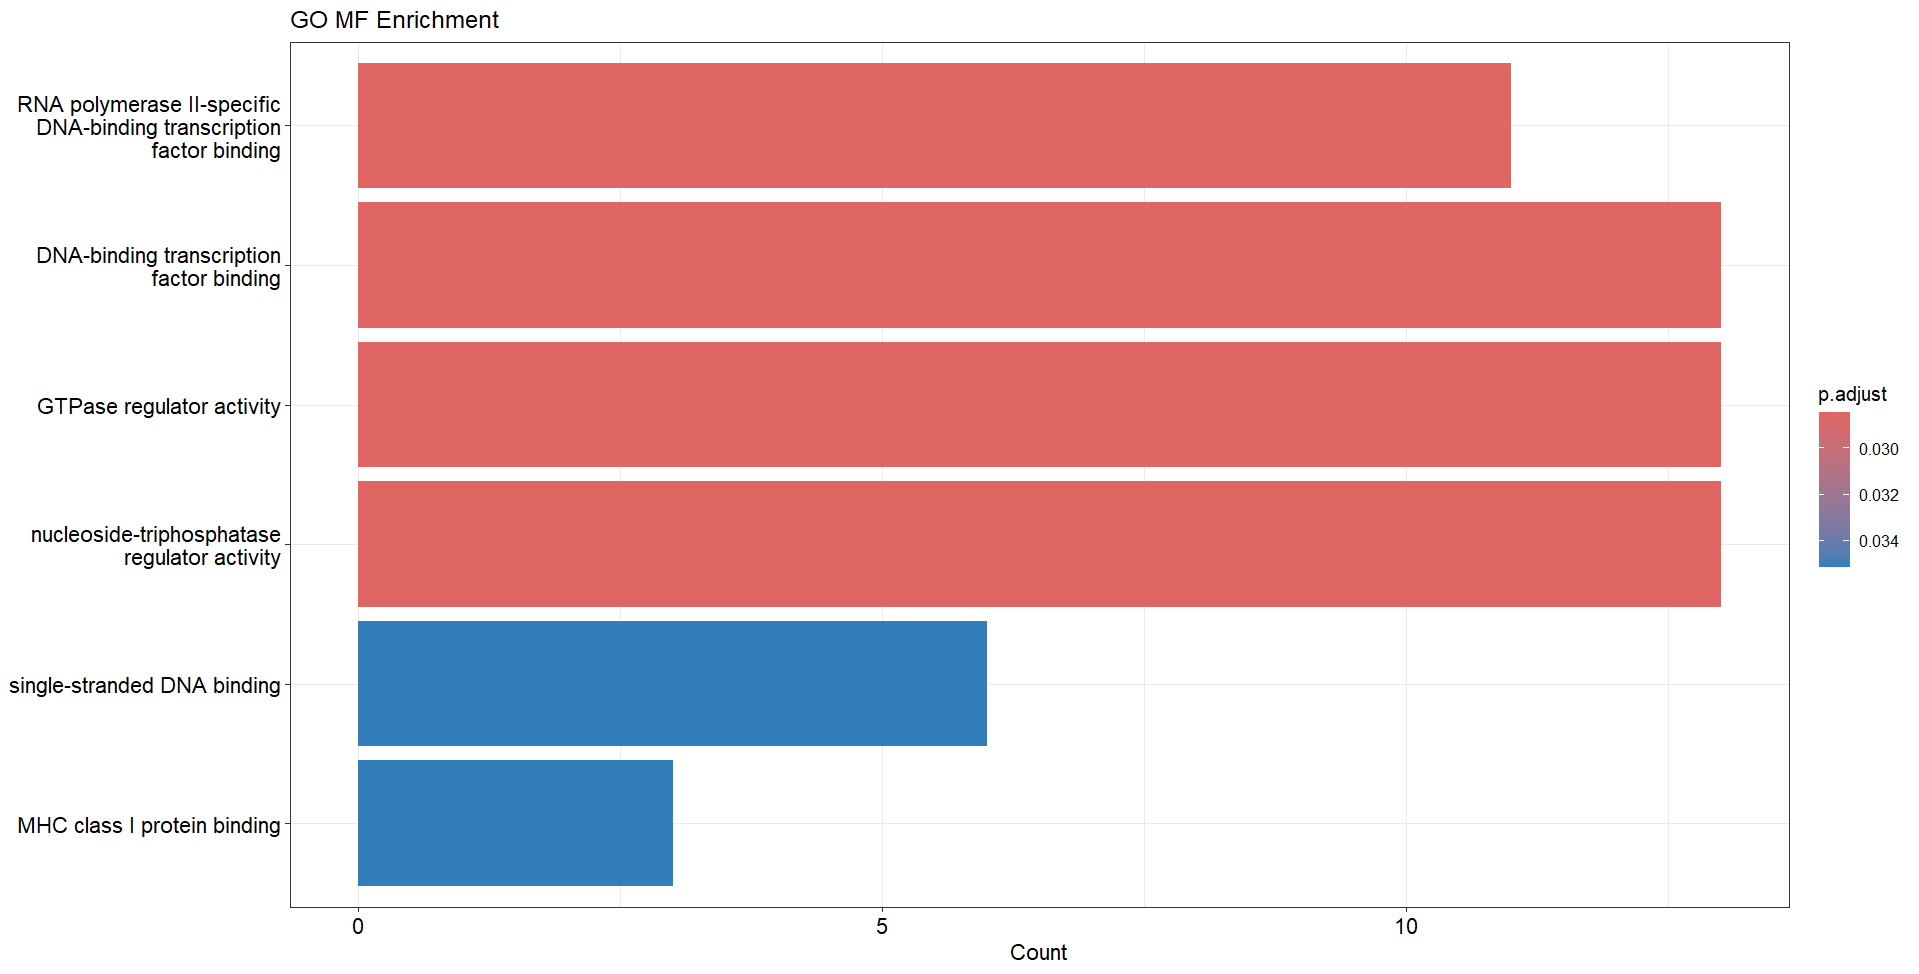 GO MF Enrichment
RNA polymerase II-specific
DNA-binding transcription
factor binding
DNA-binding transcription
factor binding
GTPase regulator activity
nucleoside-triphosphatase
regulator activity
single-stranded DNA binding
MHC class I protein binding
0
5
10
Count
p.adjust
0.030
0.032
0.034